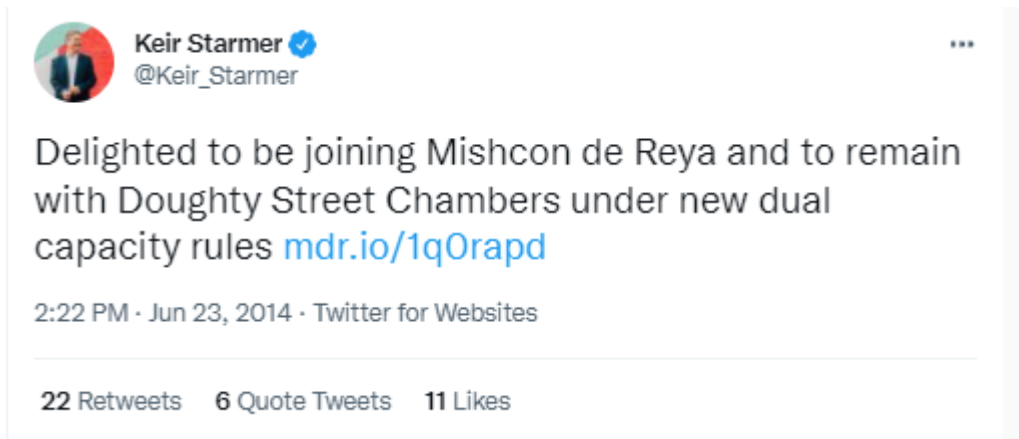 Keir Starmer
@Keir_Starmer
Delighted to be joining Mishcon de Reya and to remain
with Doughty Street Chambers under new dual
capacity rules mdr.io/1q0rapd
2:22 PM · Jun 23, 2014 · Twitter for Websites
22 Retweets 6 Quote Tweets 11 Likes